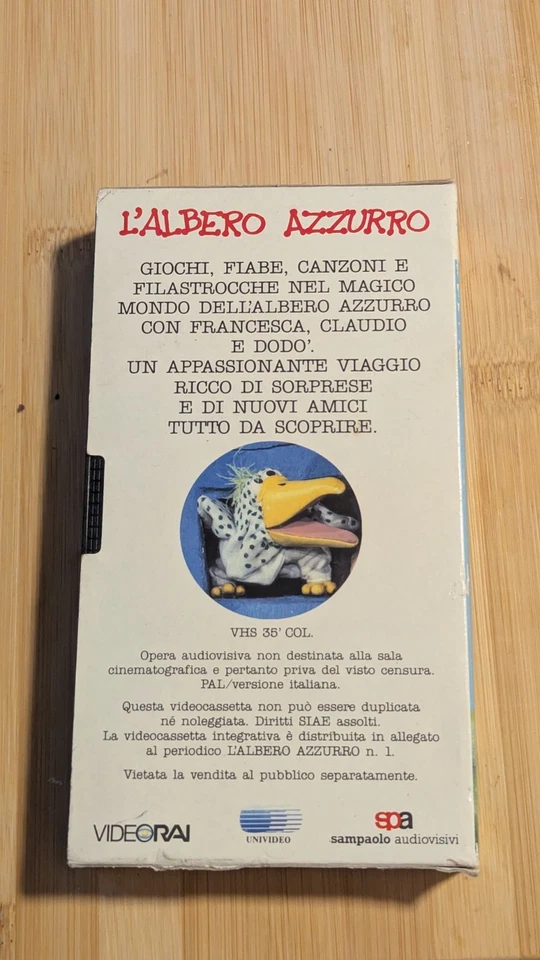 L'ALBERO AZZURRO
GIOCHI, FIABE, CANZONI E
FILASTROCCHE NEL MAGICO
MONDO DELL'ALBERO AZZURRO
CON FRANCESCA, CLAUDIO
E DODO'.
UN APPASSIONANTE VIAGGIO
RICCO DI SORPRESE
E DI NUOVI AMICI
TUTTO DA SCOPRIRE.
VHS 35' COL.
Opera audiovisiva non destinata alla sala
cinematografica e pertanto priva del visto censura.
PAL/versione italiana.
Questa videocassetta non può essere duplicata
né noleggiata. Diritti SIAE assolti.
La videocassetta integrativa è distribuita in allegato
al periodico L'ALBERO AZZURRO n. 1.
Vietata la vendita al pubblico separatamente.
VIDEORAI
UNIVIDEO
spa
sampaolo audiovisivi